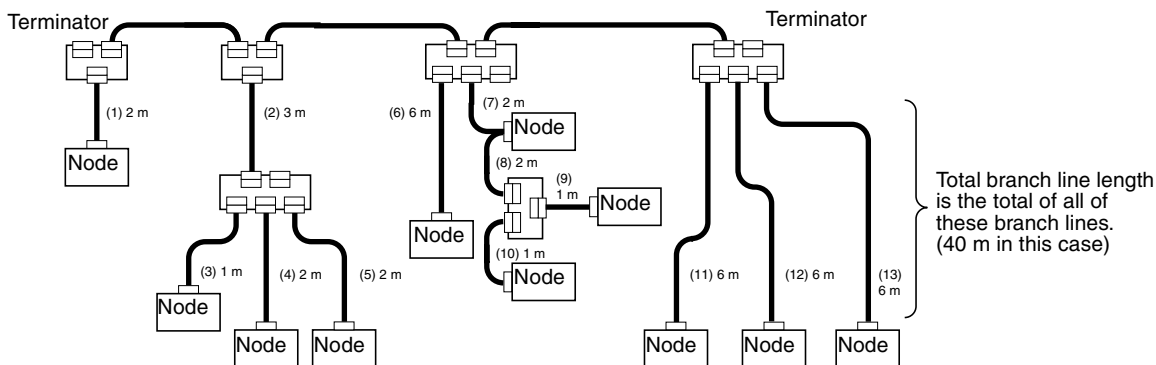 Terminator
Terminator
(1) 2 m
(2) 3 m
(6) 6 m
(7) 2 m
Node
Node
(8) 2 m
(9)
1 m
Node
Node
(10) 1 m
Node
(3) 1 m
(4) 2 m
(5) 2 m
Node
Node
Node
(11) 6 m
(12) 6 m
(13)
6 m
Node
Node
Node
Total branch line length
is the total of all of
these branch lines.
(40 m in this case)